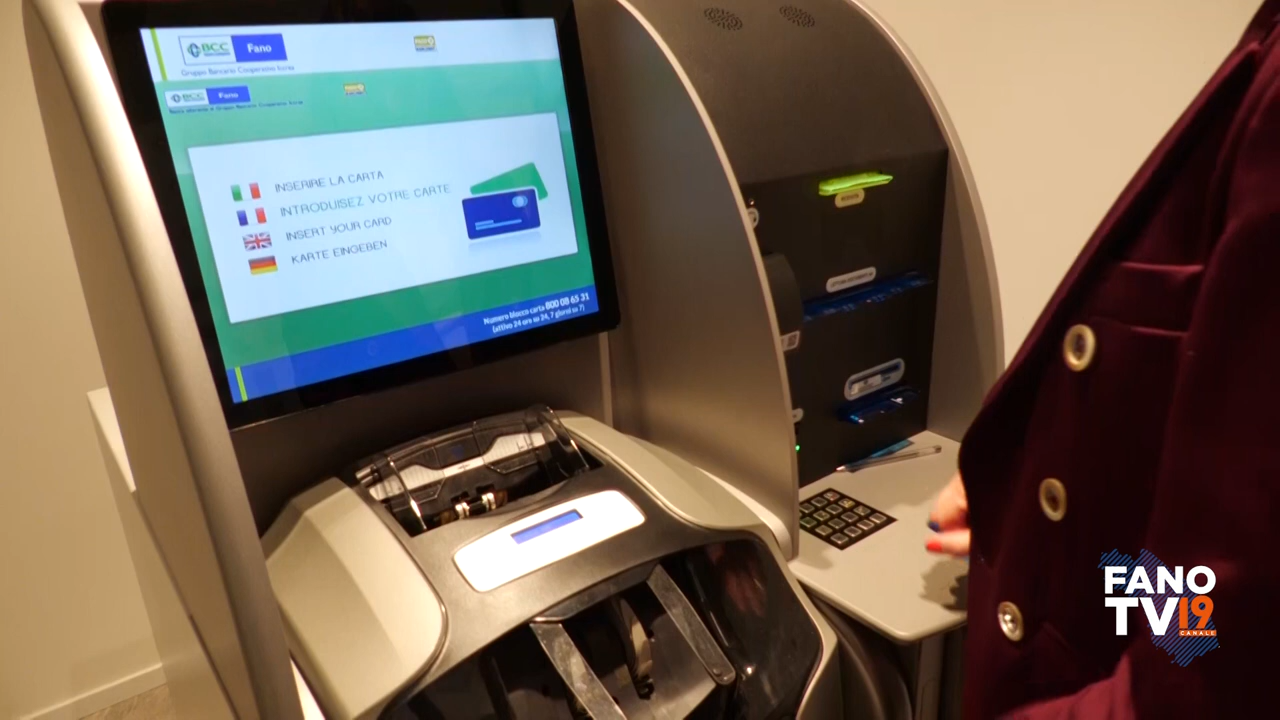 BCC Fano
Gruppo Bancario Cooperativo Iccrea
BCC Fano
INSERIRE LA CARTA
INTRODUISEZ VOTRE CARTE
INSERT YOUR CARD
KARTE EINGEBEN
Numero blocco carta 800 08 65 31
(attivo 24 ore su 24, 7 giorni su 7)
FANO
TV19
CANALE